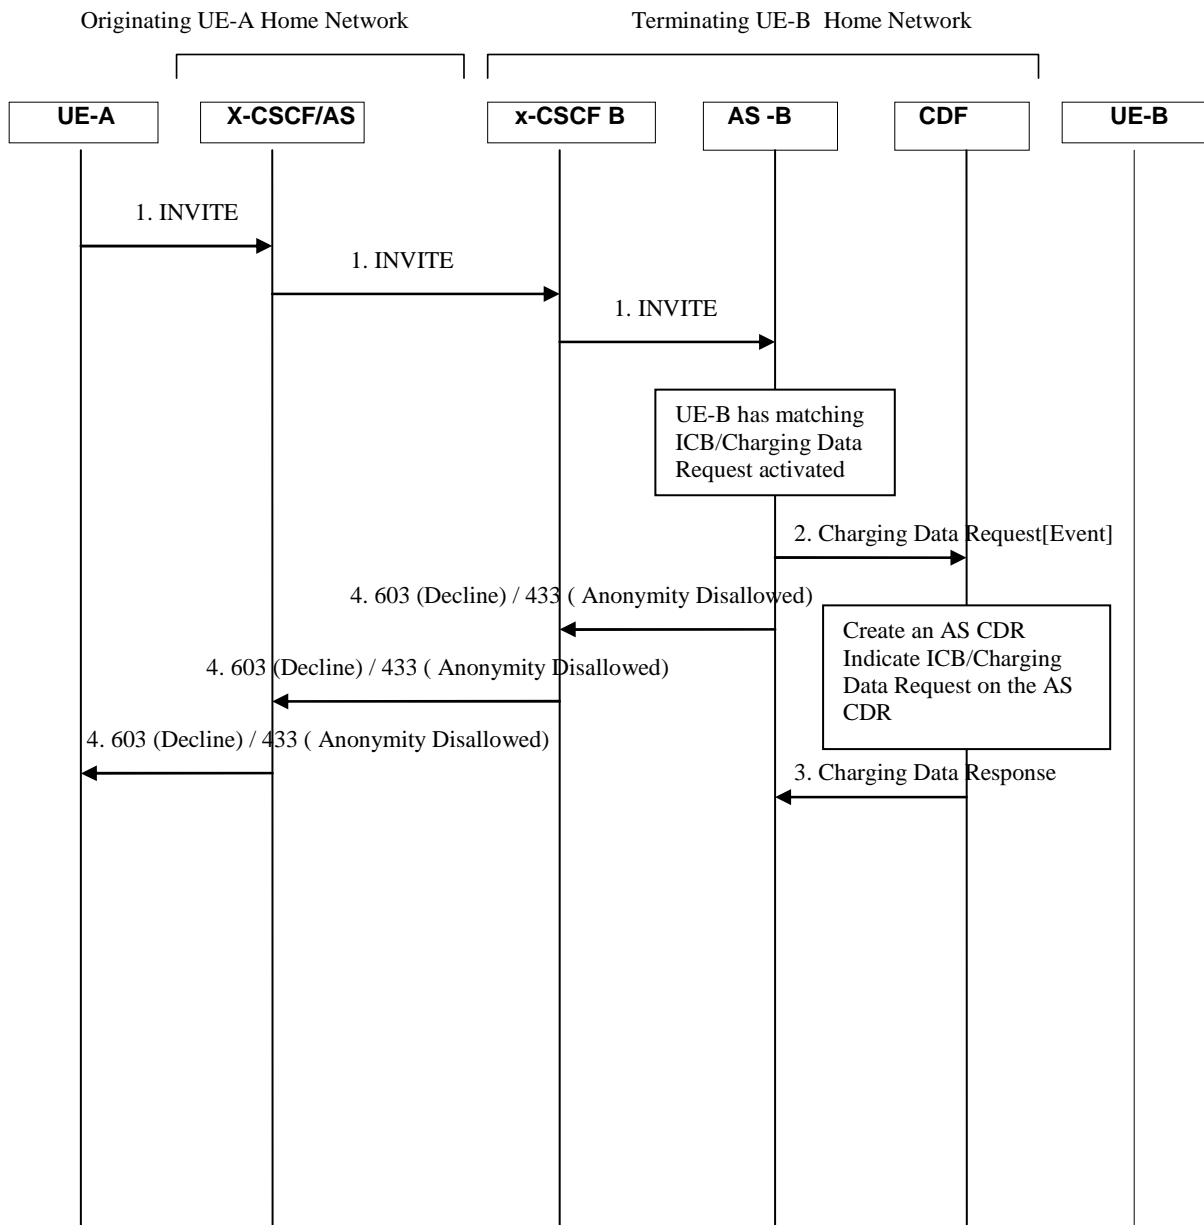 Originating UE-A Home Network
Terminating UE-B Home Network
UE-A
X-CSCF/AS
x-CSCF B
AS -B
CDF
UE-B
1. INVITE
1. INVITE
1. INVITE
UE-B has matching
ICB/Charging Data
Request activated
2. Charging Data Request[Event]
4. 603 (Decline) / 433 ( Anonymity Disallowed)
Create an AS CDR
Indicate ICB/Charging
Data Request on the AS
CDR
4. 603 (Decline) / 433 ( Anonymity Disallowed)
4. 603 (Decline) / 433 ( Anonymity Disallowed)
3. Charging Data Response